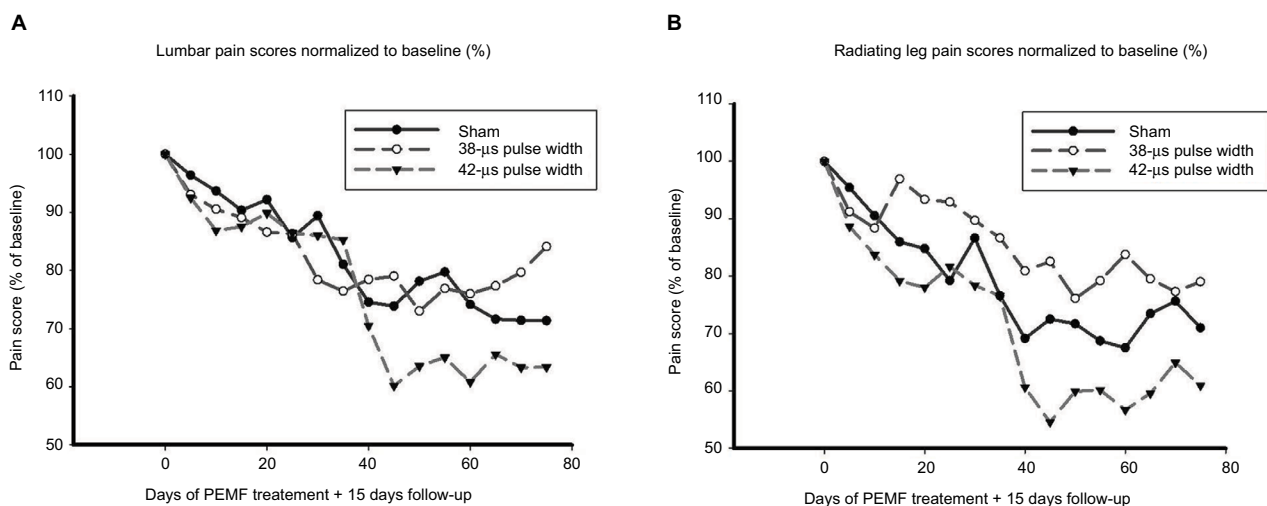 A
Lumbar pain scores normalized to baseline (%)
110
100
90
80
70
60
50
Pain score (% of baseline)
Sham
38-μs pulse width
42-μs pulse width
0 20 40 60 80
Days of PEMF treatement + 15 days follow-up
B
Radiating leg pain scores normalized to baseline (%)
110
100
90
80
70
60
50
Pain score (% of baseline)
Sham
38-μs pulse width
42-μs pulse width
0 20 40 60 80
Days of PEMF treatement + 15 days follow-up